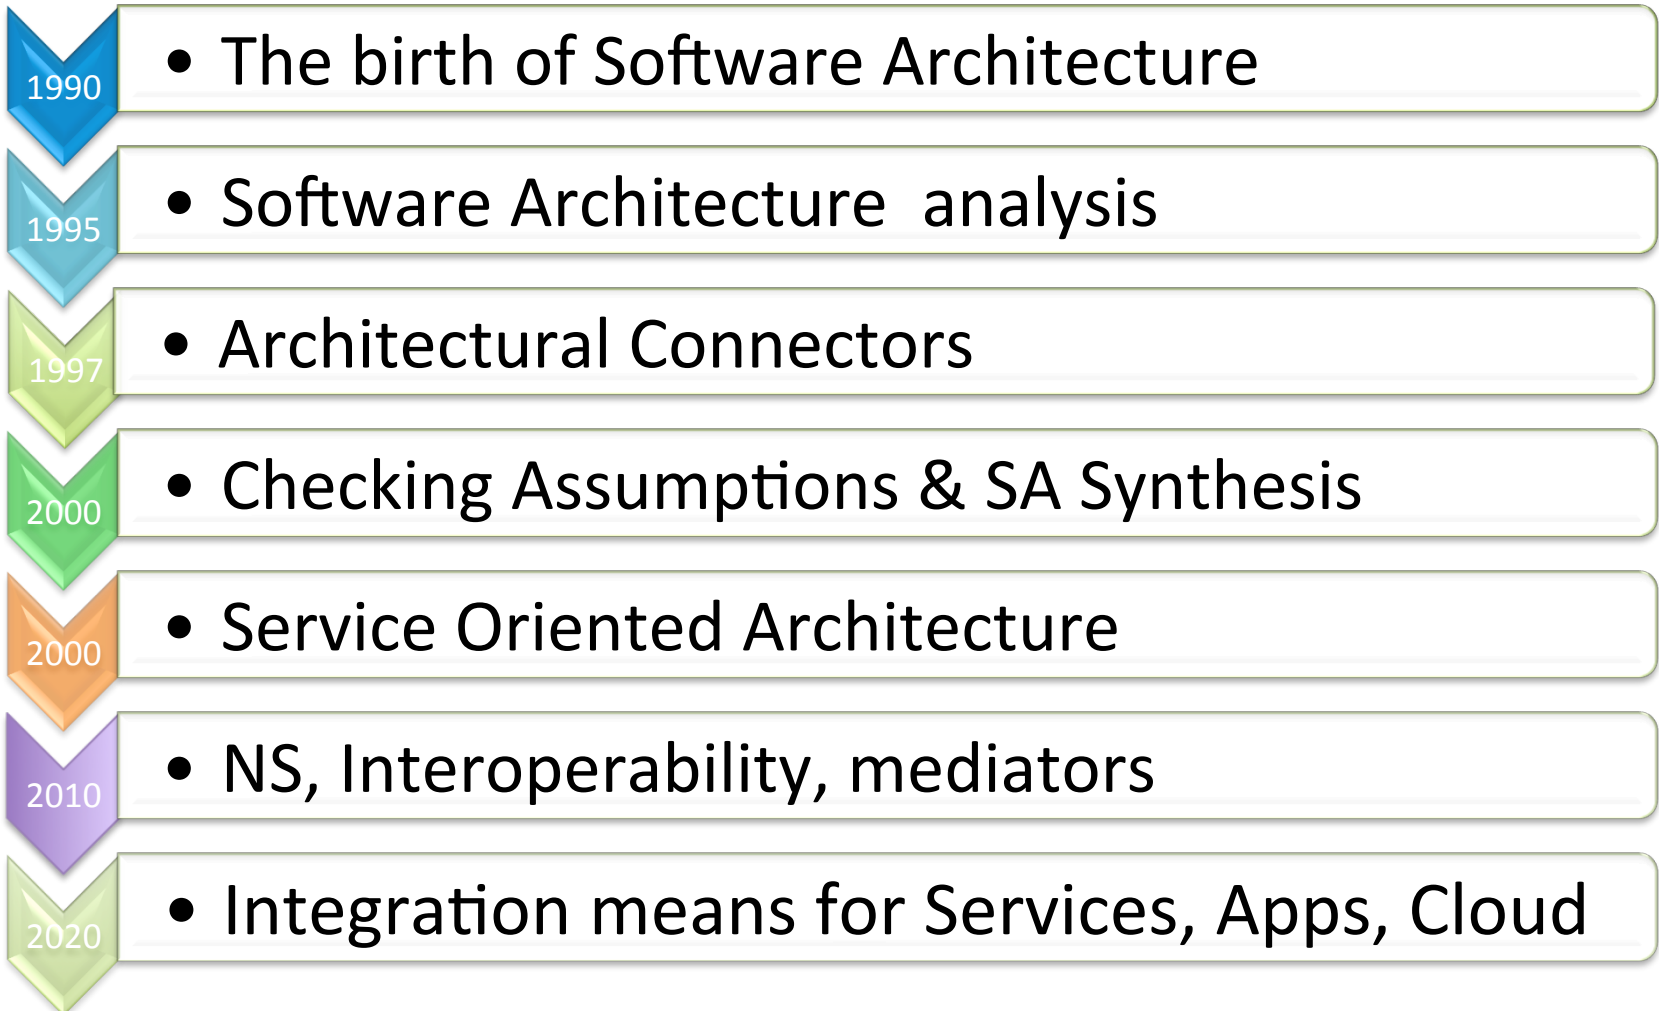 1990
• The birth of Software Architecture
1995
• Software Architecture analysis
1997
• Architectural Connectors
2000
• Checking Assumptions & SA Synthesis
2000
• Service Oriented Architecture
2010
• NS, Interoperability, mediators
2020
• Integration means for Services, Apps, Cloud